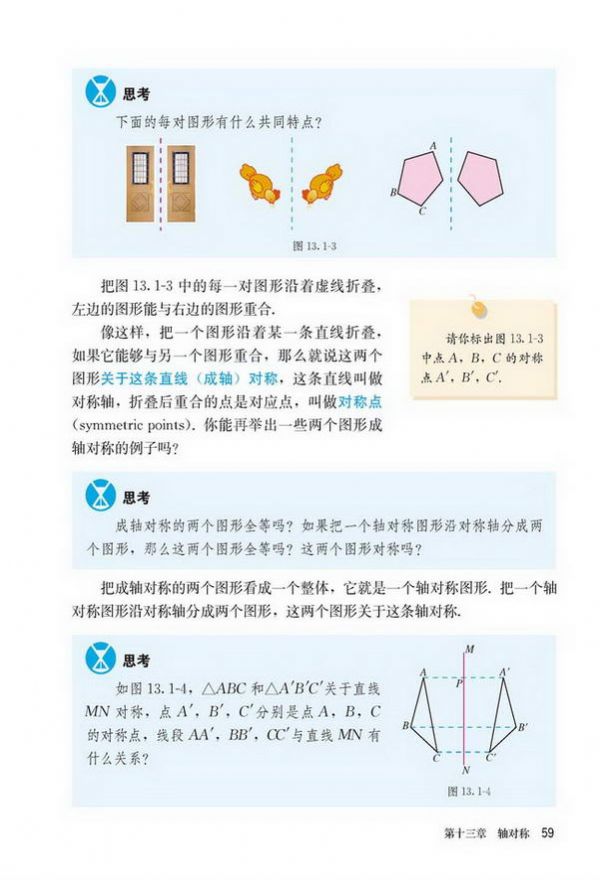 思考
下面的每对图形有什么共同特点?
A
B
C
图 13.1-3
把图 13.1-3 中的每一对图形沿着虚线折叠,
左边的图形能与右边的图形重合.
像这样,把一个图形沿着某一条直线折叠,
如果它能够与另一个图形重合,那么就说这两个
图形关于这条直线(成轴)对称,这条直线叫做
对称轴,折叠后重合的点是对应点,叫做对称点
(symmetric points). 你能再举出一些两个图形成
轴对称的例子吗?
请你标出图 13.1-3
中点 A, B, C 的对称
点 A′, B′, C′.
思考
成轴对称的两个图形全等吗? 如果把一个轴对称图形沿对称轴分成两
个图形,那么这两个图形全等吗? 这两个图形对称吗?
把成轴对称的两个图形看成一个整体,它就是一个轴对称图形. 把一个轴
对称图形沿对称轴分成两个图形,这两个图形关于这条轴对称.
思考
如图 13.1-4, △ABC 和△A′B′C′关于直线
MN 对称,点 A′, B′, C′分别是点 A, B, C
的对称点,线段 AA′, BB′, CC′与直线 MN 有
什么关系?
M
A
A′
P
B
B′
C
C′
N
图 13.1-4
第十三章 轴对称 59